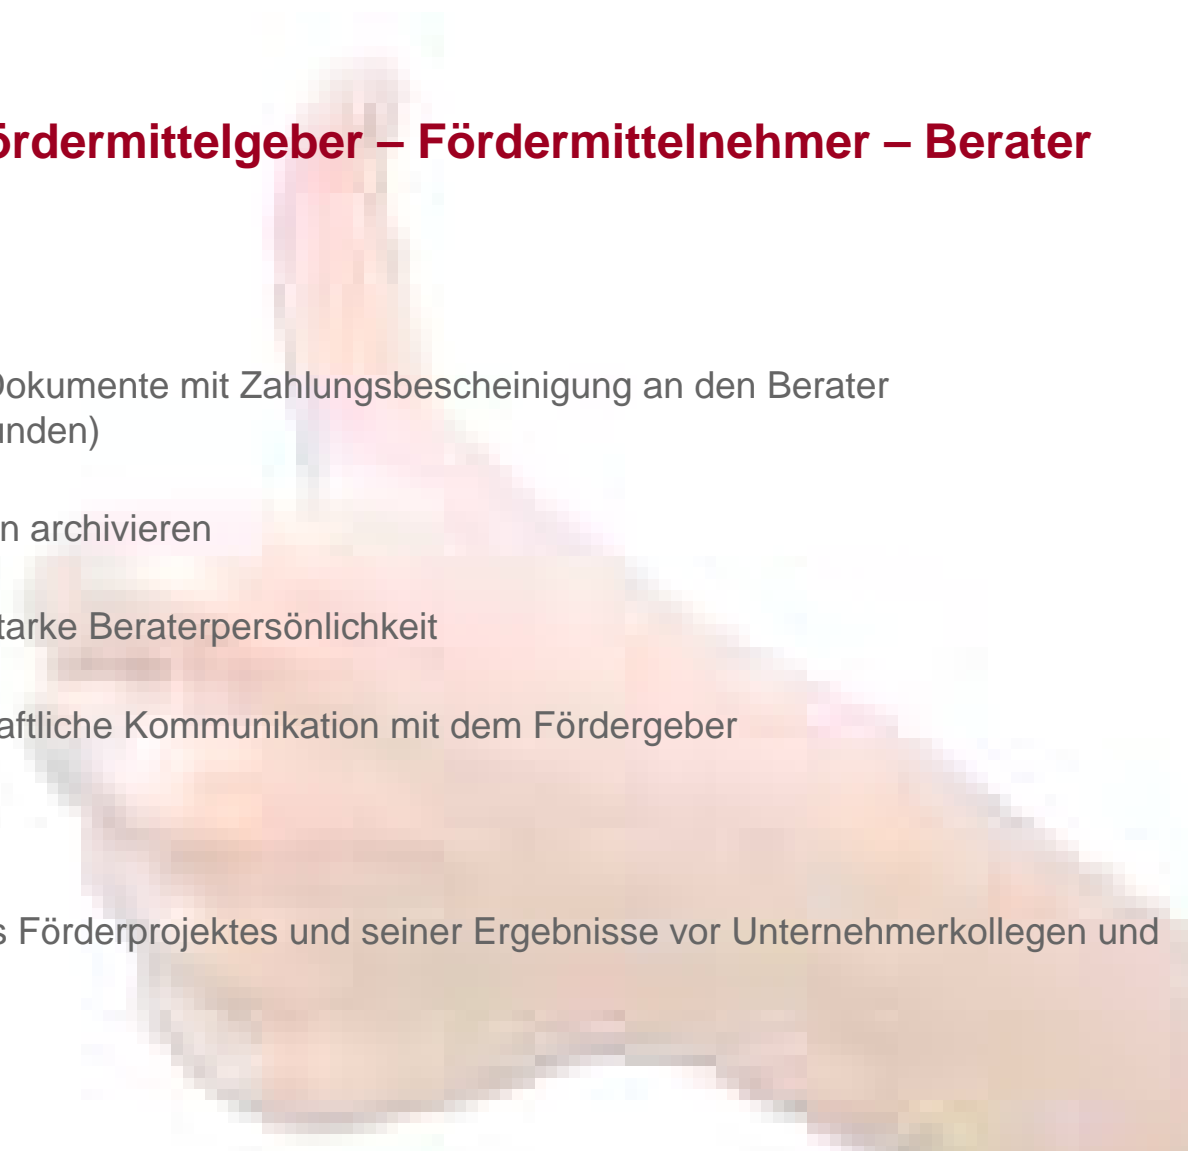 ördermittelgeber – Fördermittelnehmer – Berater
Dokumente mit Zahlungsbescheinigung an den Berater
unden)
n archivieren
tarke Beraterpersönlichkeit
aftliche Kommunikation mit dem Fördergeber
s Förderprojektes und seiner Ergebnisse vor Unternehmerkollegen und